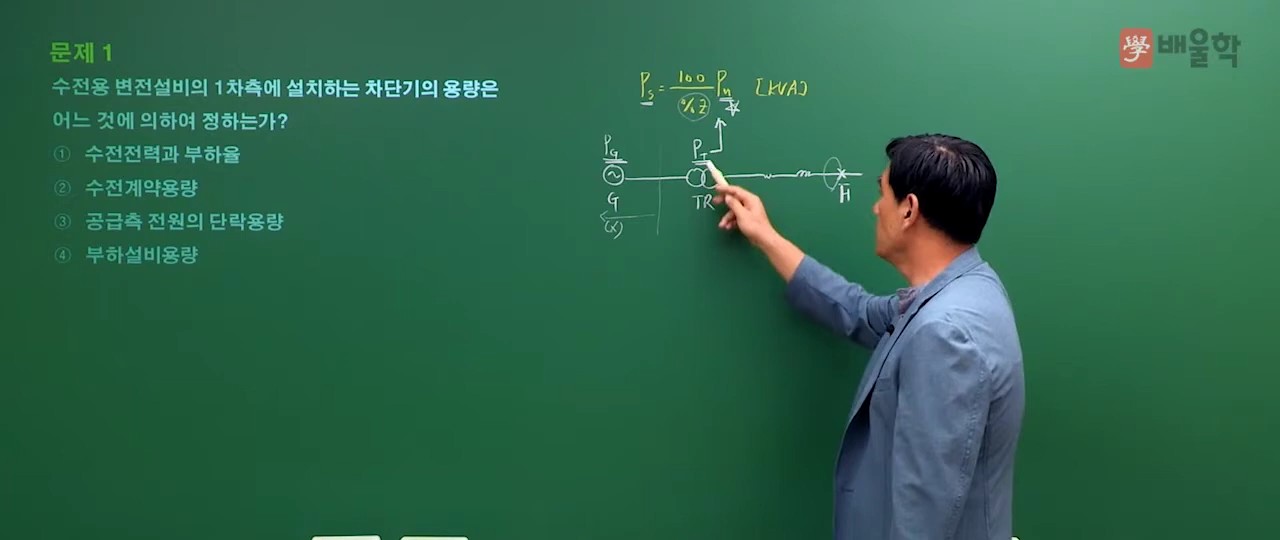 문제 1
수전용 변전설비의 1차측에 설치하는 차단기의 용량은
어느 것에 의하여 정하는가?
① 수전전력과 부하율
② 수전계약용량
③ 공급측 전원의 단락용량
④ 부하설비용량
學 배울학
Ps = 100/%Z Pn [KVA]
PG PT
G TR H
(x)